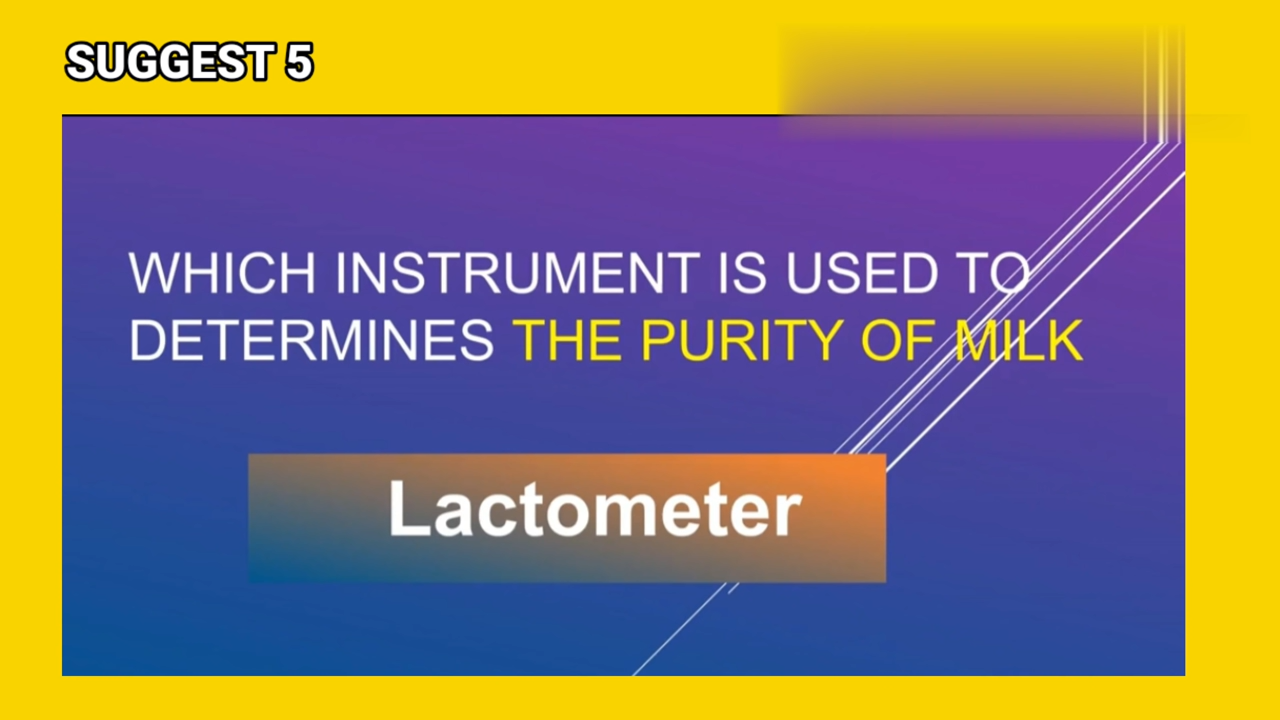 SUGGEST 5
WHICH INSTRUMENT IS USED TO
DETERMINES THE PURITY OF MILK
Lactometer